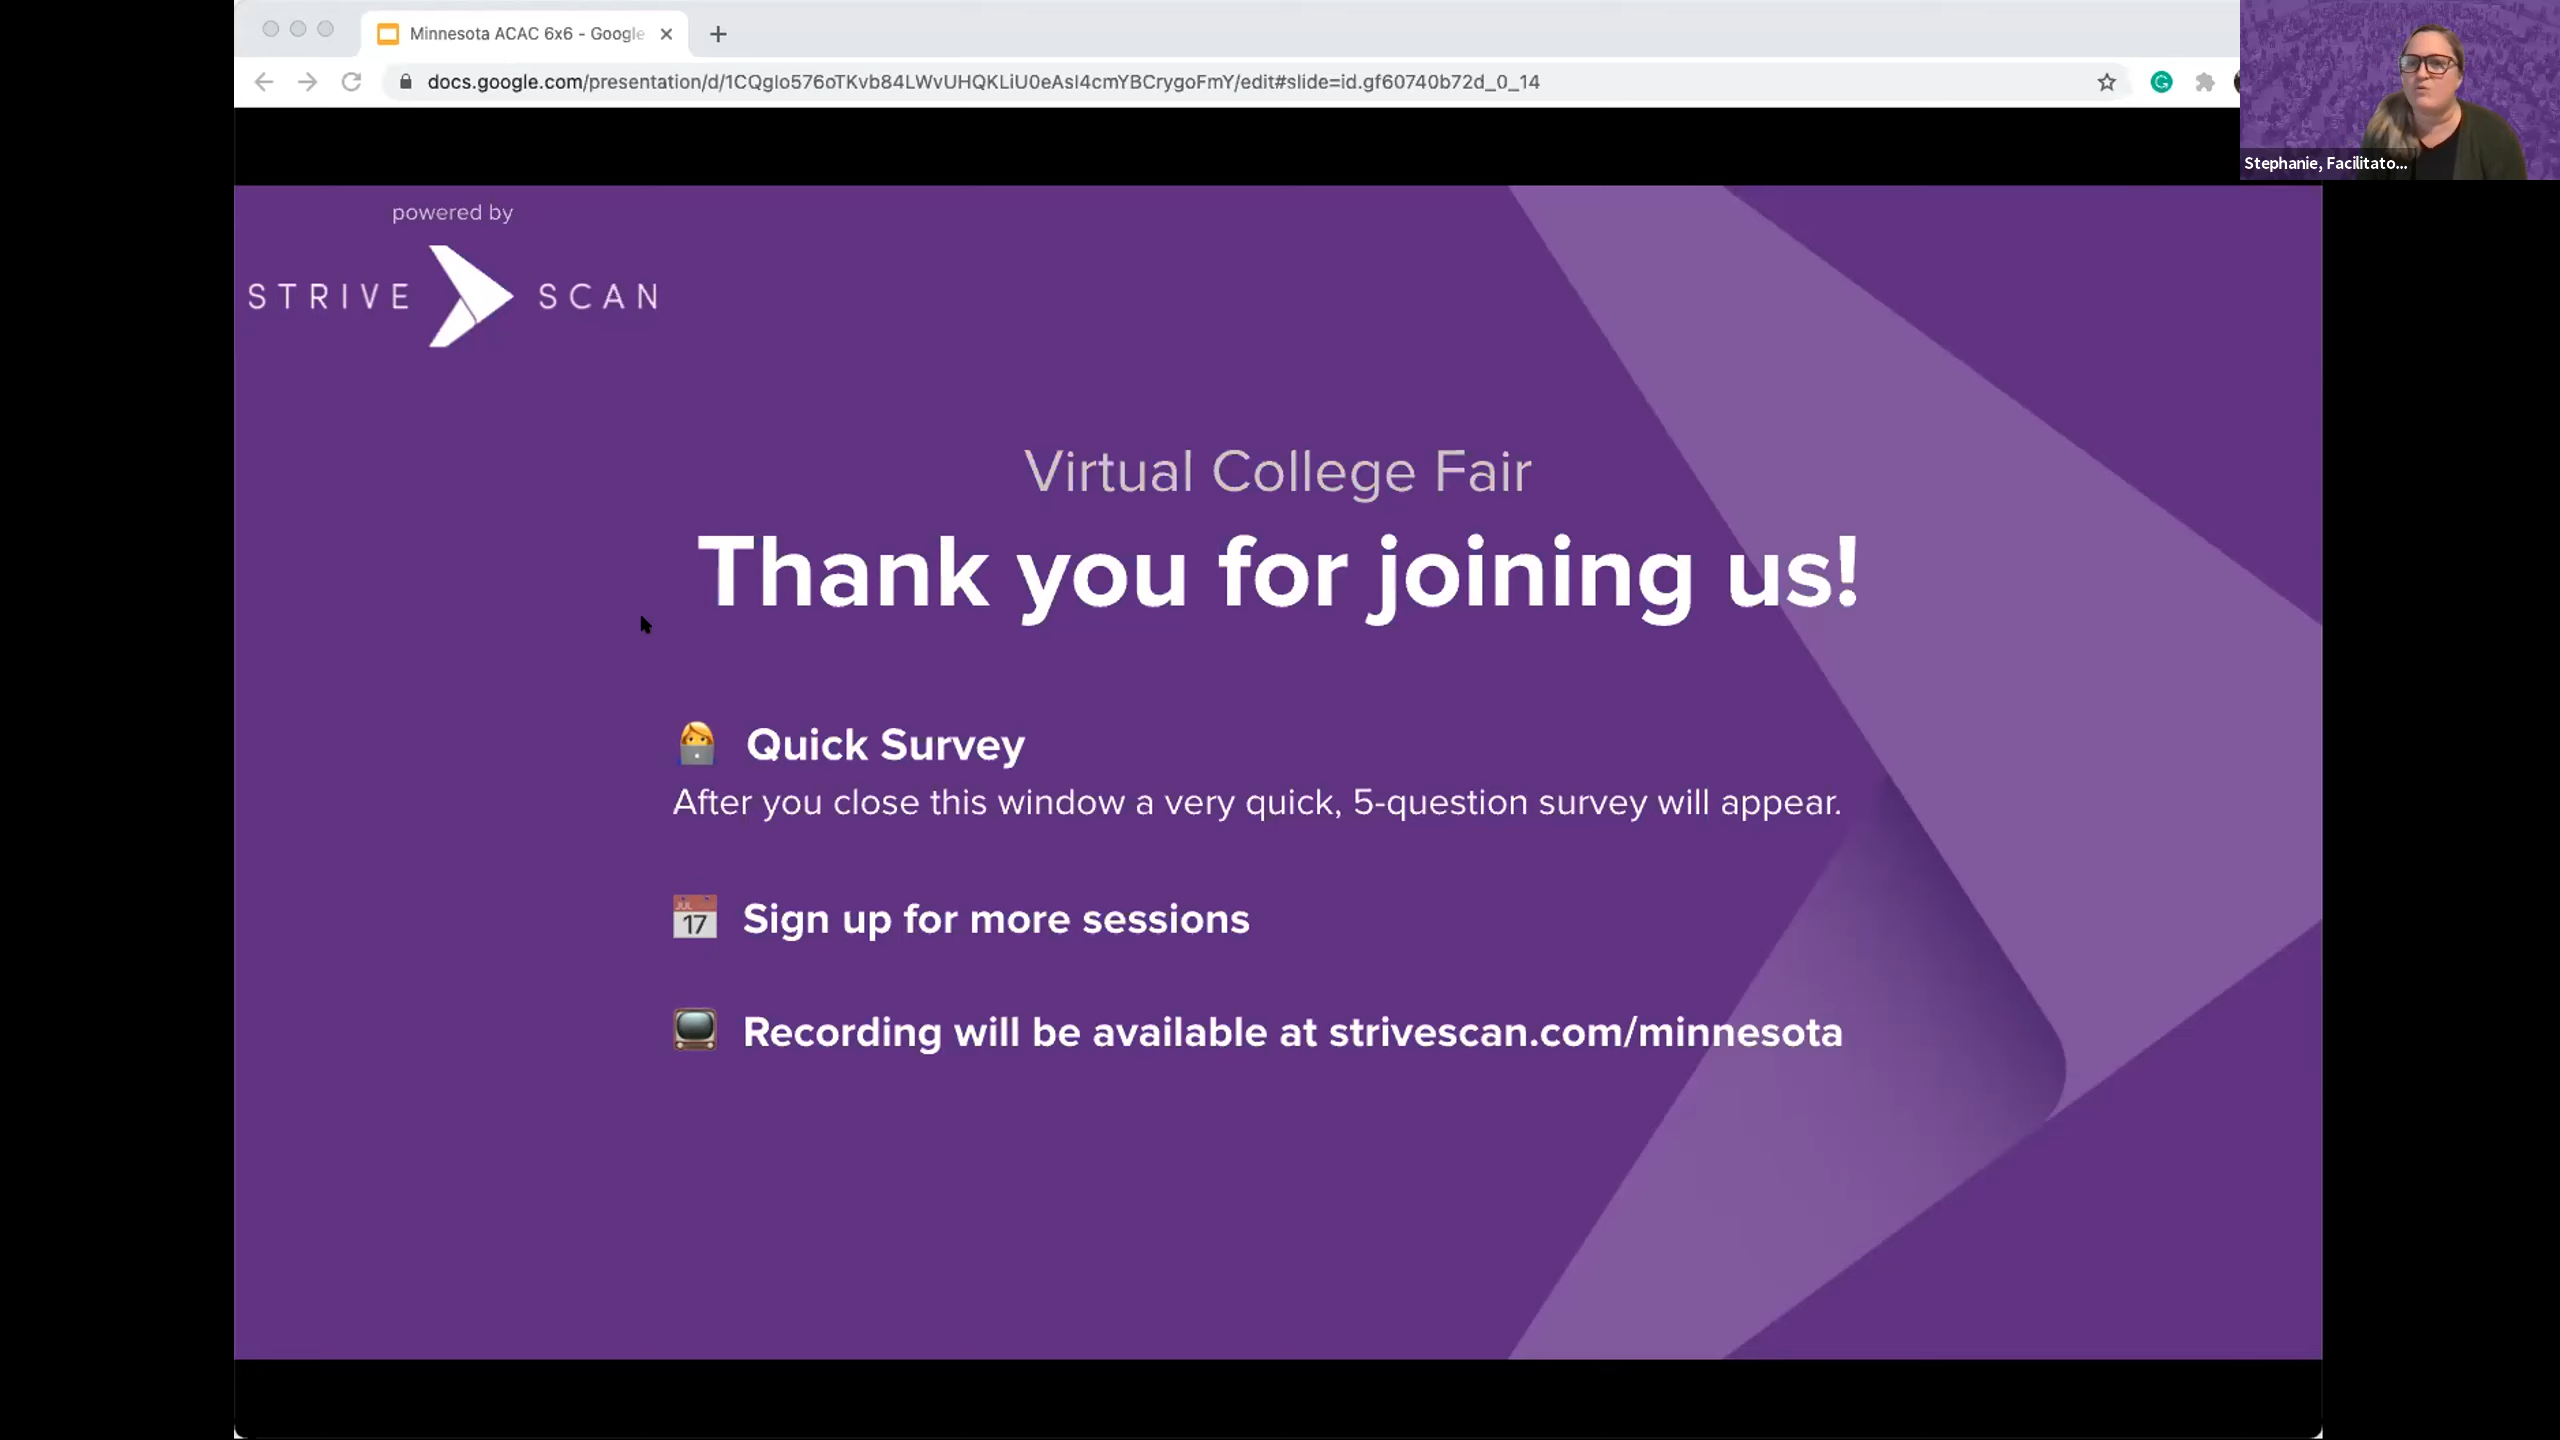 Minnesota ACAC 6x6 - Google
docs.google.com/presentation/d/1CQglo576oTKvb84LWvUHQKLiU0eAsI4cmYBCrygoFmY/edit#slide=id.gf60740b72d_0_14
Stephanie, Facilitato...
powered by
STRIVE SCAN
Virtual College Fair
Thank you for joining us!
Quick Survey
After you close this window a very quick, 5-question survey will appear.
JUL
17
Sign up for more sessions
Recording will be available at strivescan.com/minnesota